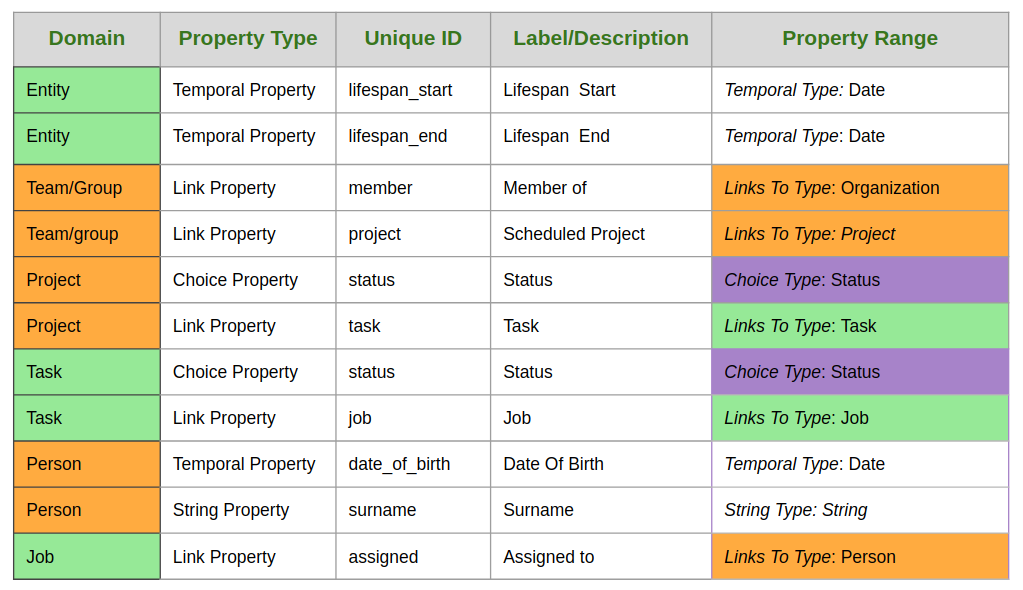 Domain Property Type Unique ID Label/Description Property Range
Entity Temporal Property lifespan_start Lifespan  Start Temporal Type: Date
Entity Temporal Property lifespan_end Lifespan  End Temporal Type: Date
Team/Group Link Property member Member of Links To Type: Organization
Team/group Link Property project Scheduled Project Links To Type: Project
Project Choice Property status Status Choice Type: Status
Project Link Property task Task Links To Type: Task
Task Choice Property status Status Choice Type: Status
Task Link Property job Job Links To Type: Job
Person Temporal Property date_of_birth Date Of Birth Temporal Type: Date
Person String Property surname Surname String Type: String
Job Link Property assigned Assigned to Links To Type: Person